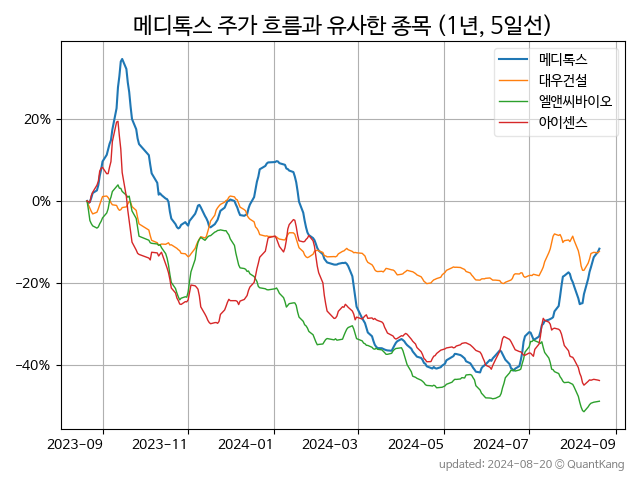 메디톡스 주가 흐름과 유사한 종목 (1년, 5일선)
메디톡스
대우건설
엘앤씨바이오
아이센스
20%
0%
−20%
−40%
2023-09 2023-11 2024-01 2024-03 2024-05 2024-07 2024-09
updated: 2024-08-20 © QuantKang